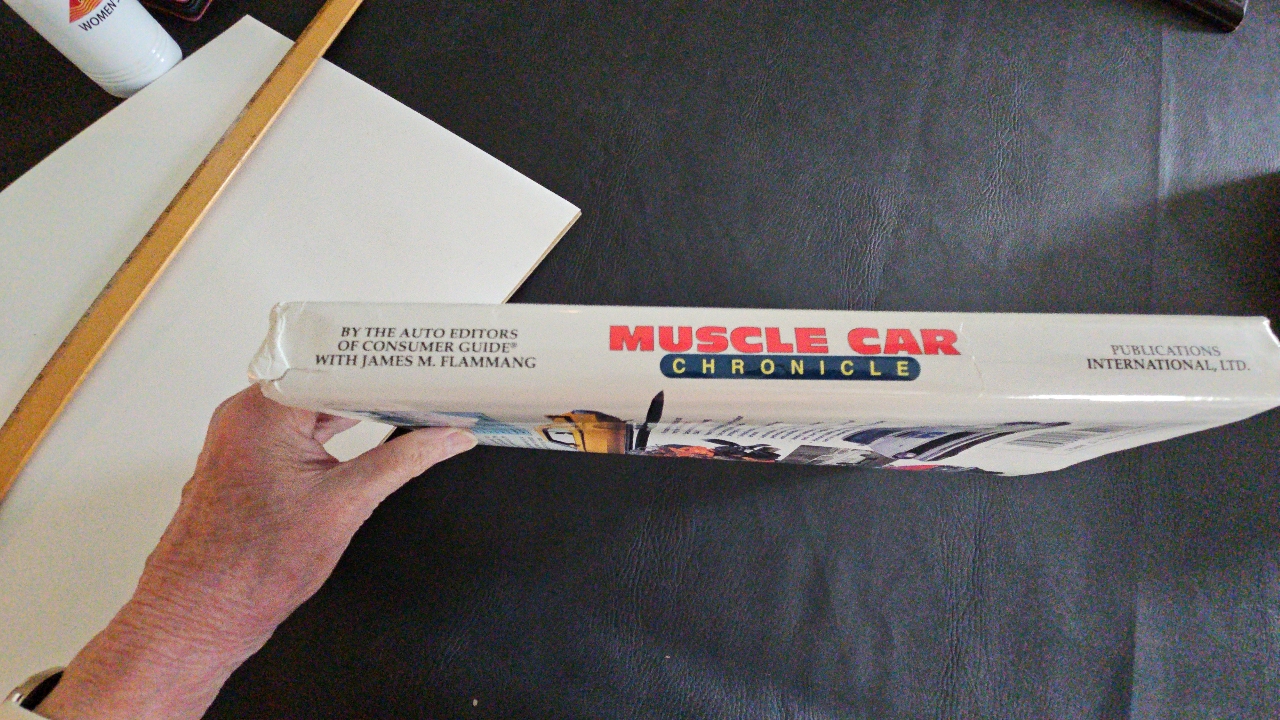 WOMEN
BY THE AUTO EDITORS
OF CONSUMER GUIDE®
WITH JAMES M. FLAMMANG
MUSCLE CAR
CHRONICLE
PUBLICATIONS
INTERNATIONAL, LTD.